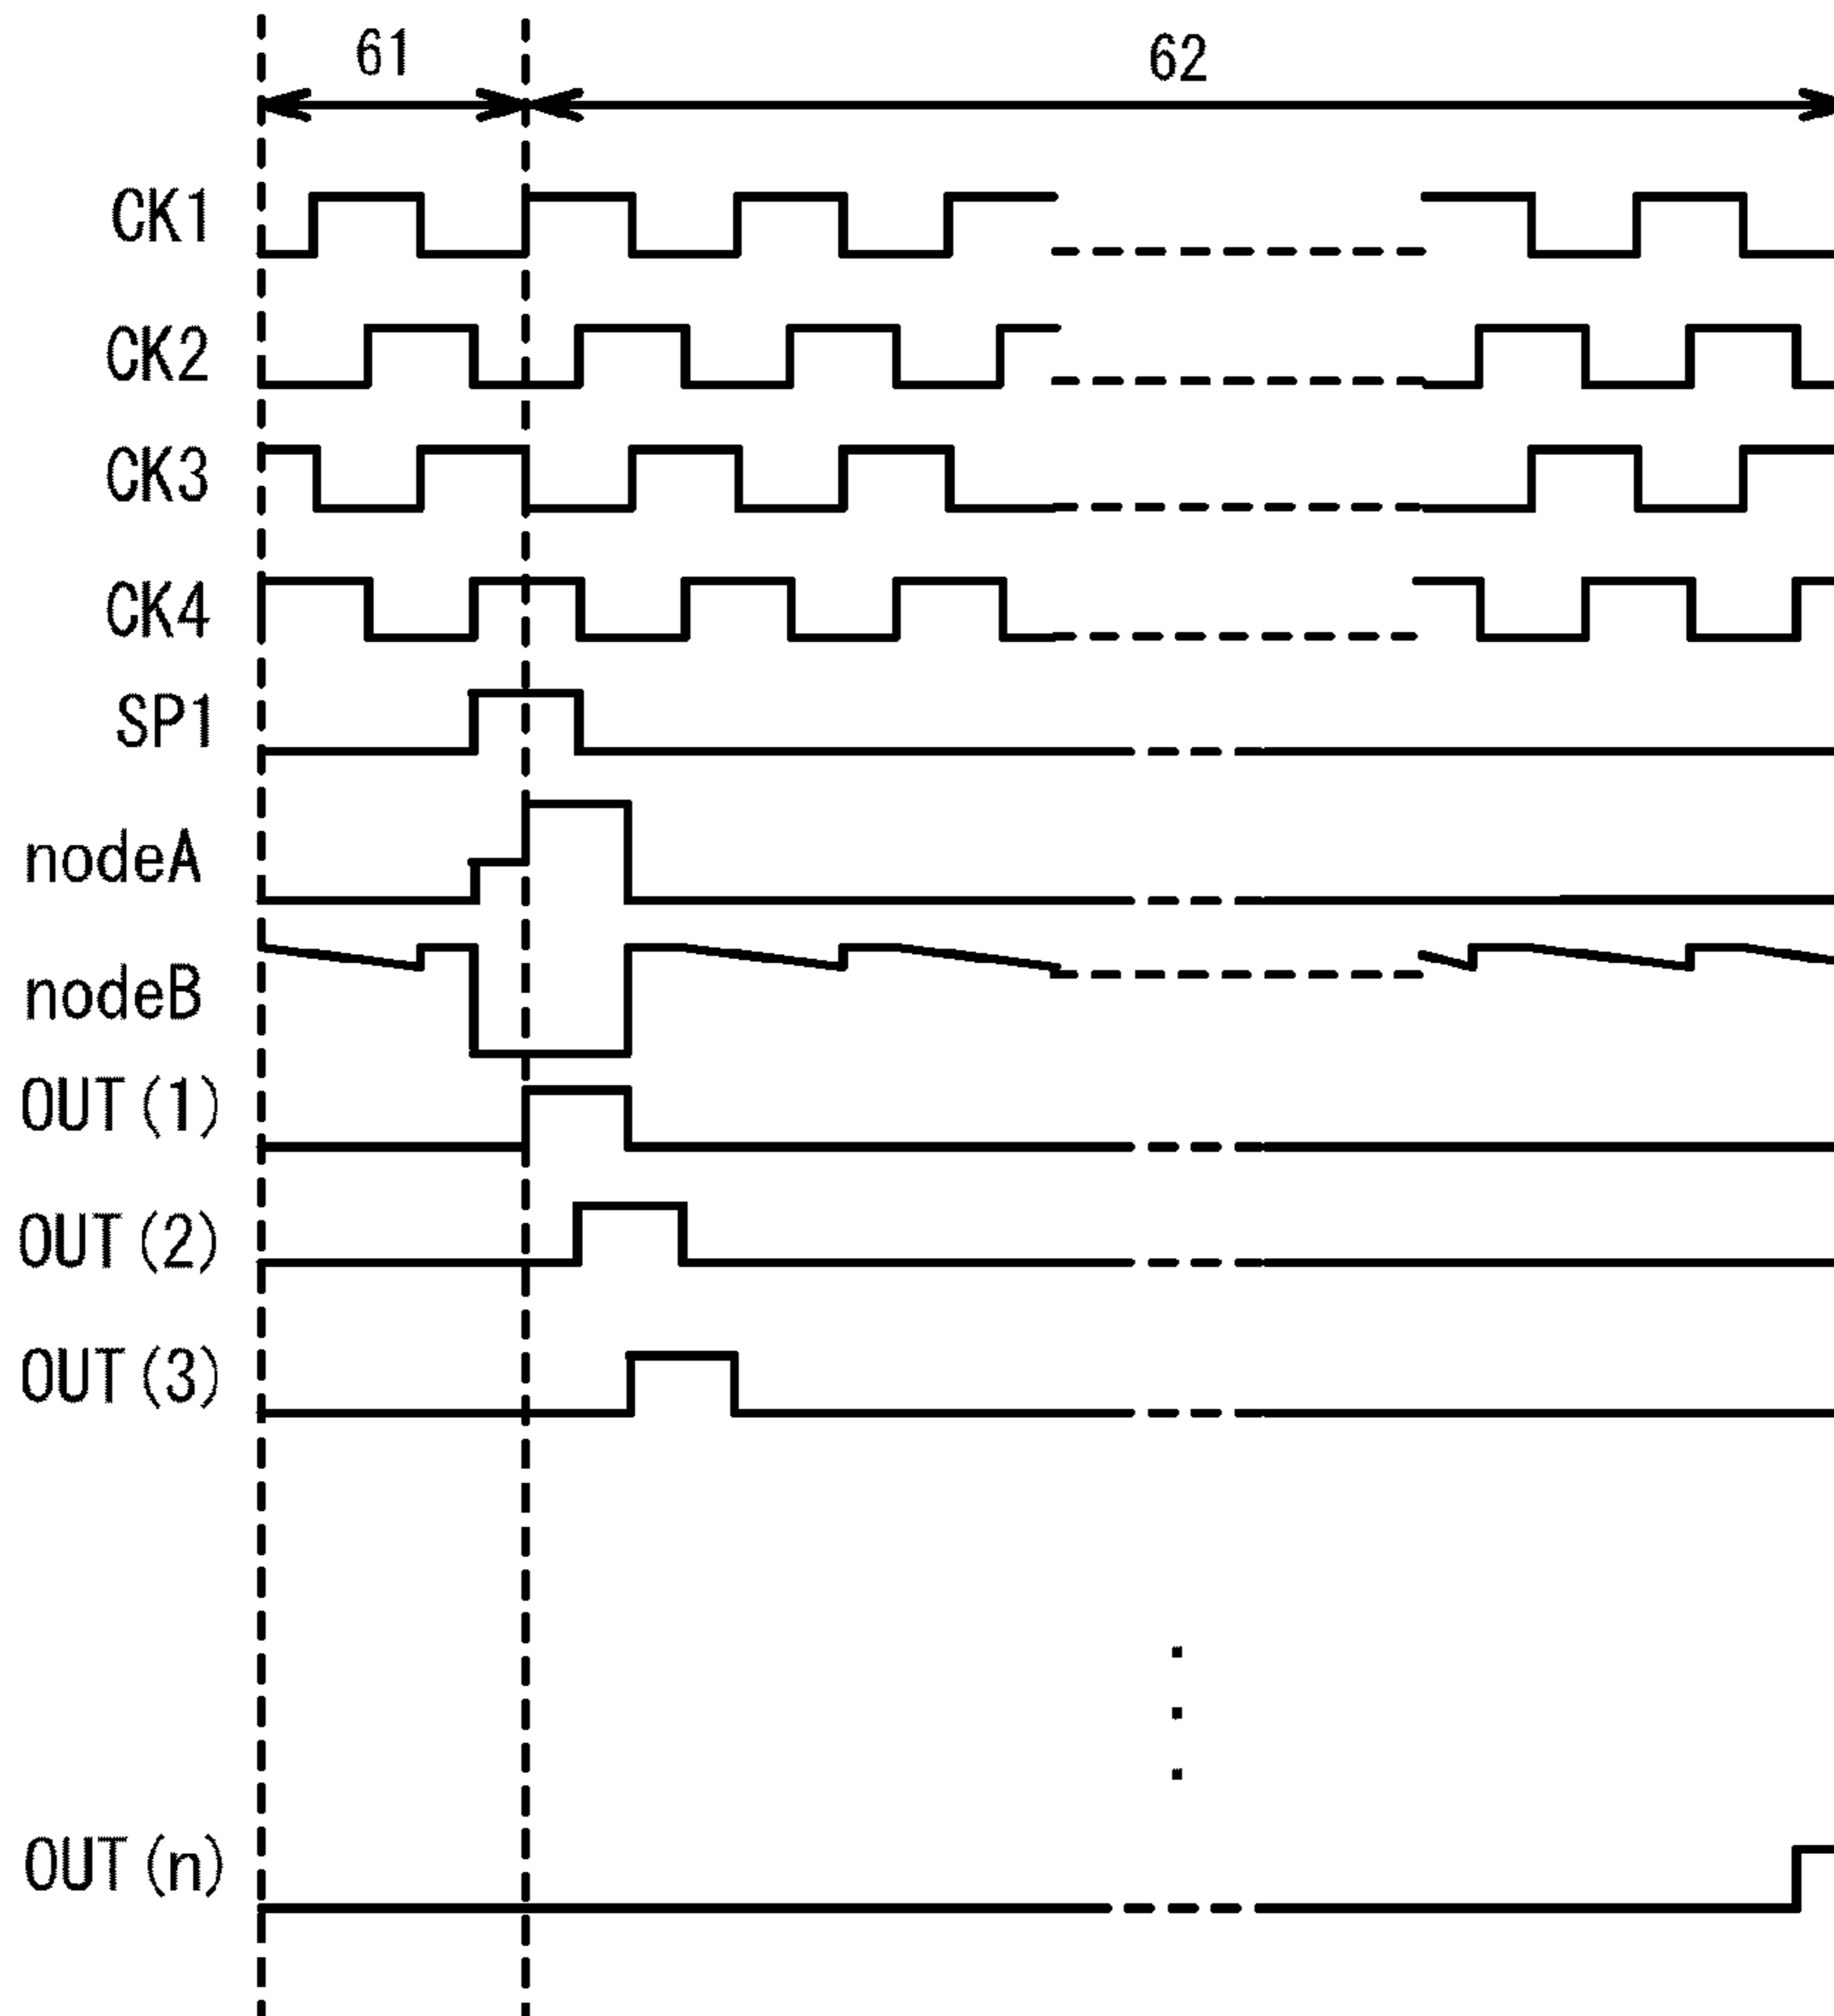 61 62
CK1
CK2
CK3
CK4
SP1
nodeA
nodeB
OUT(1)
OUT(2)
OUT(3)
OUT(n)